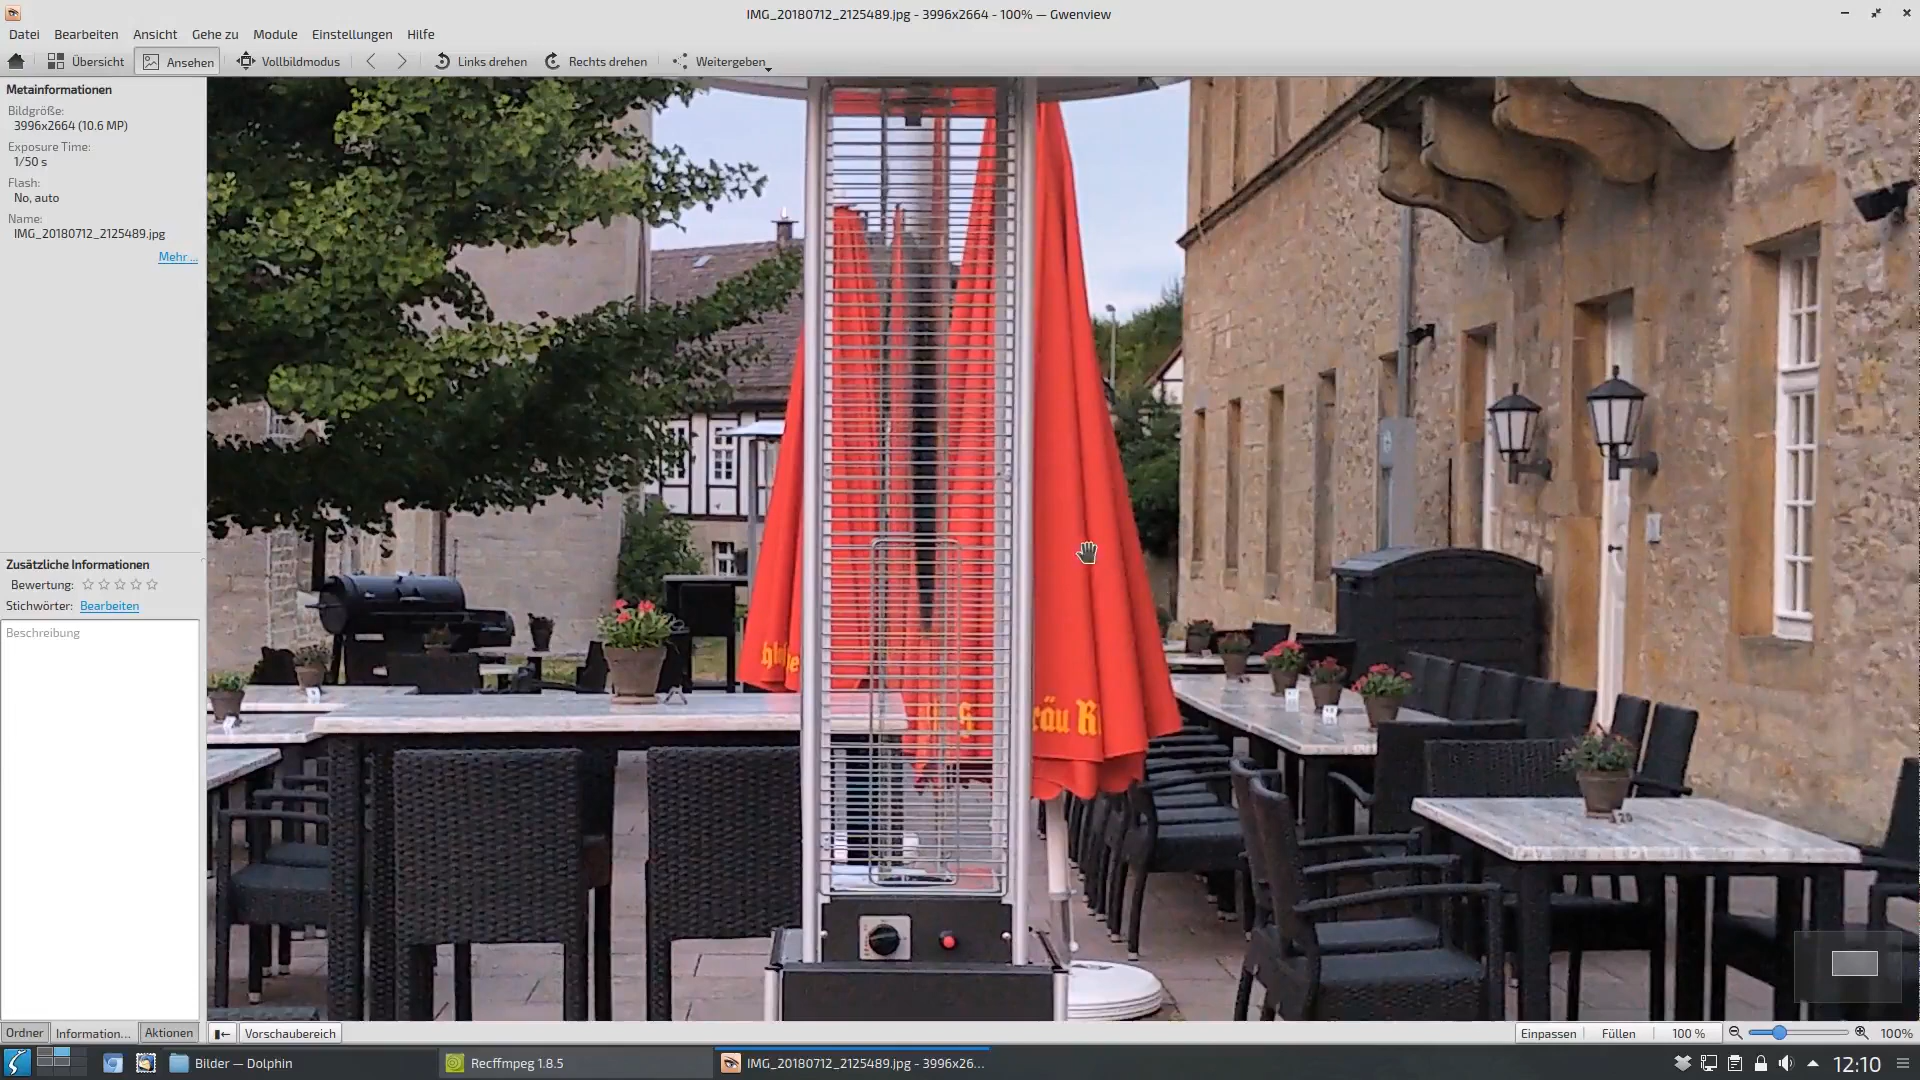 IMG_20180712_2125489.jpg - 3996x2664 - 100% — Gwenview
Datei Bearbeiten Ansicht Gehe zu Module Einstellungen Hilfe
Übersicht Ansehen Vollbildmodus Links drehen Rechts drehen Weitergeben
Metainformationen
Bildgröße:
3996x2664 (10.6 MP)
Exposure Time:
1/50 s
Flash:
No, auto
Name:
IMG_20180712_2125489.jpg
Mehr ...
Zusätzliche Informationen
Bewertung:
Stichwörter: Bearbeiten
Beschreibung
räu R
Ordner Information... Aktionen Vorschaubereich Einpassen Füllen 100 % 100%
Bilder — Dolphin Recffmpeg 1.8.5 IMG_20180712_2125489.jpg - 3996x26... 12:10